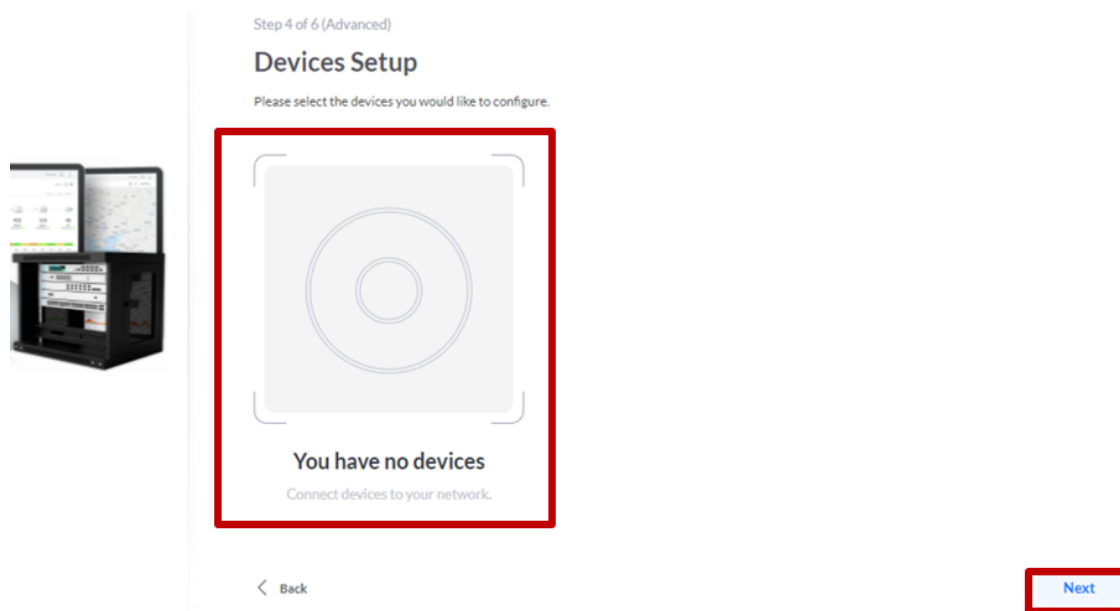 Step 4 of 6 (Advanced)
Devices Setup
Please select the devices you would like to configure.
You have no devices
Connect devices to your network.
Back
Next